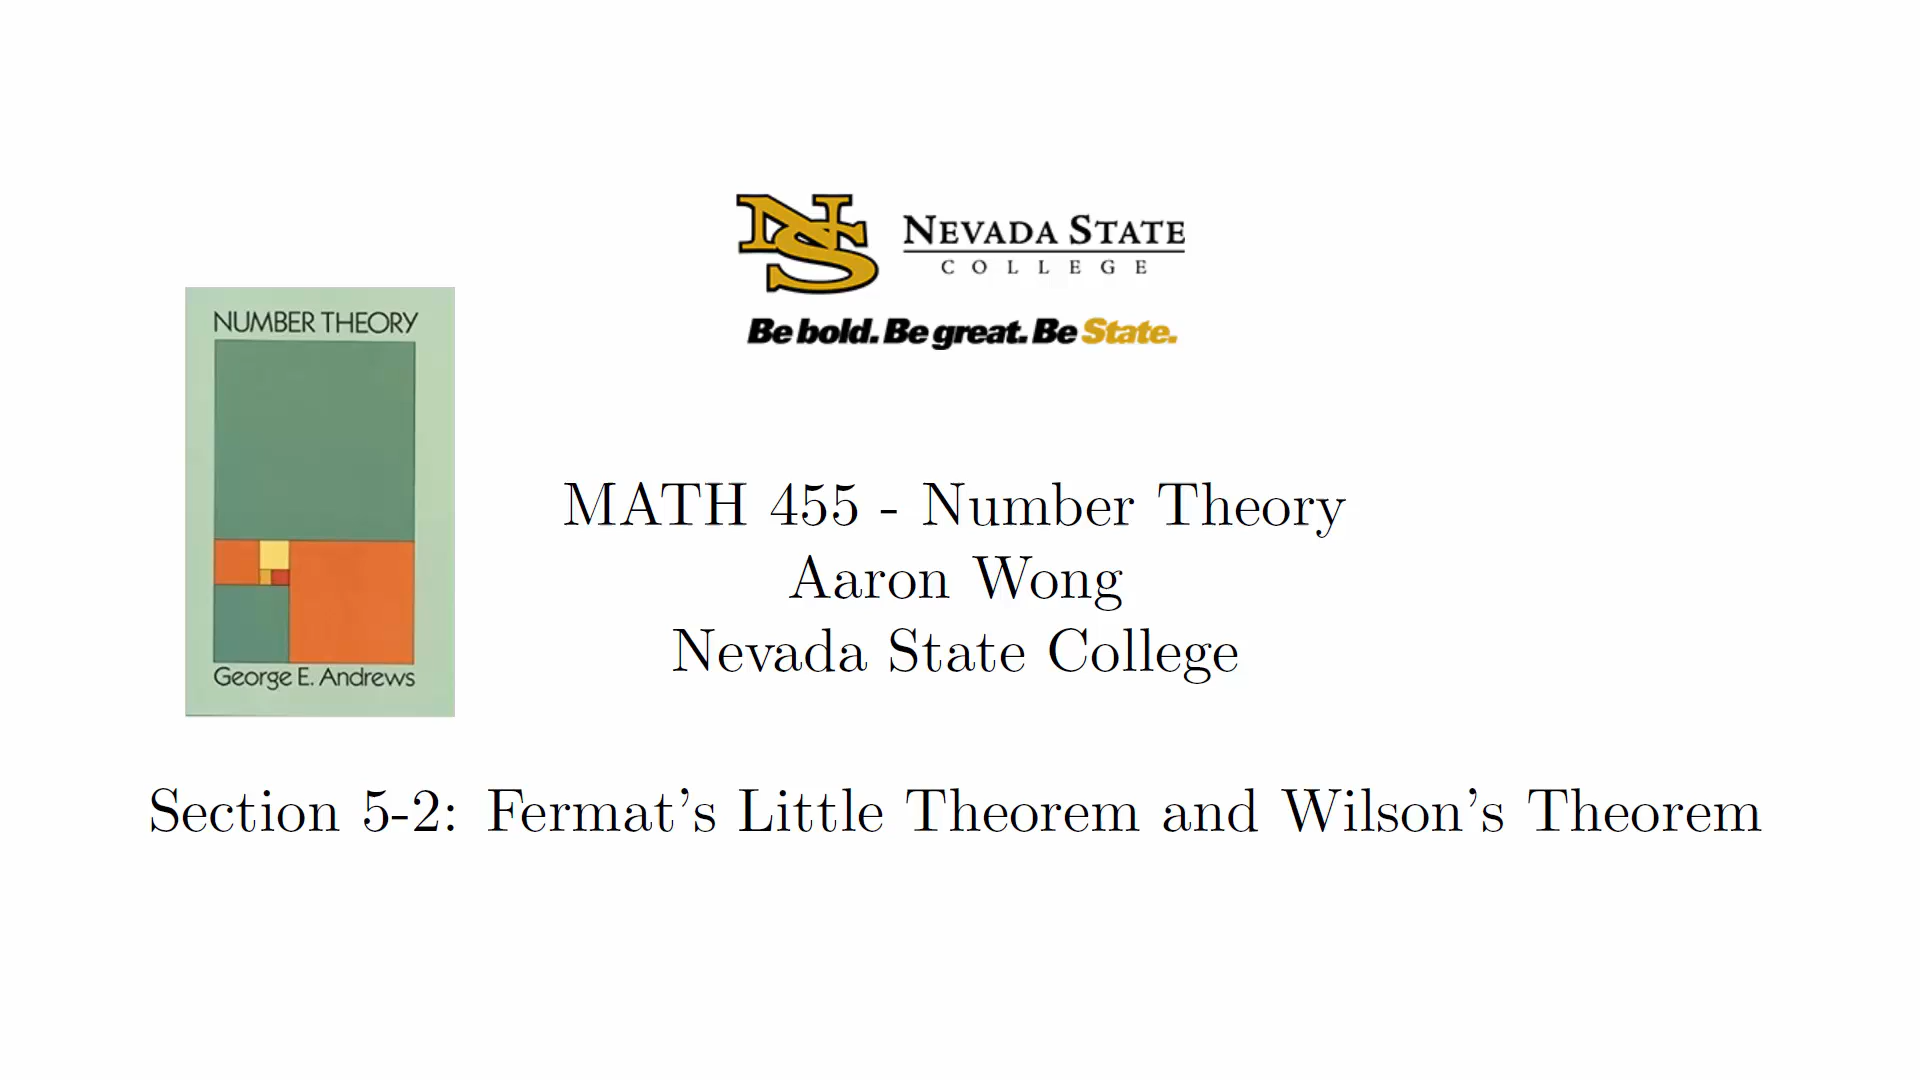 NEVADA STATE
COLLEGE
Be bold. Be great. Be State.
NUMBER THEORY
George E. Andrews
MATH 455 - Number Theory
Aaron Wong
Nevada State College
Section 5-2: Fermat's Little Theorem and Wilson's Theorem